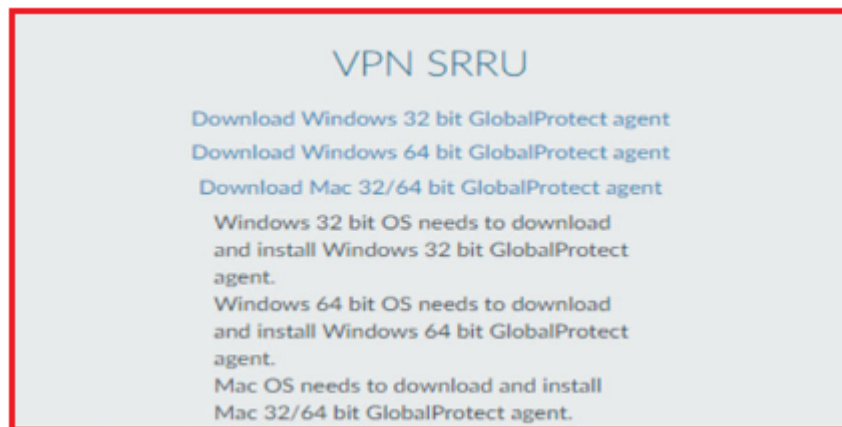 VPN SRRU
Download Windows 32 bit GlobalProtect agent
Download Windows 64 bit GlobalProtect agent
Download Mac 32/64 bit GlobalProtect agent
Windows 32 bit OS needs to download
and install Windows 32 bit GlobalProtect
agent.
Windows 64 bit OS needs to download
and install Windows 64 bit GlobalProtect
agent.
Mac OS needs to download and install
Mac 32/64 bit GlobalProtect agent.